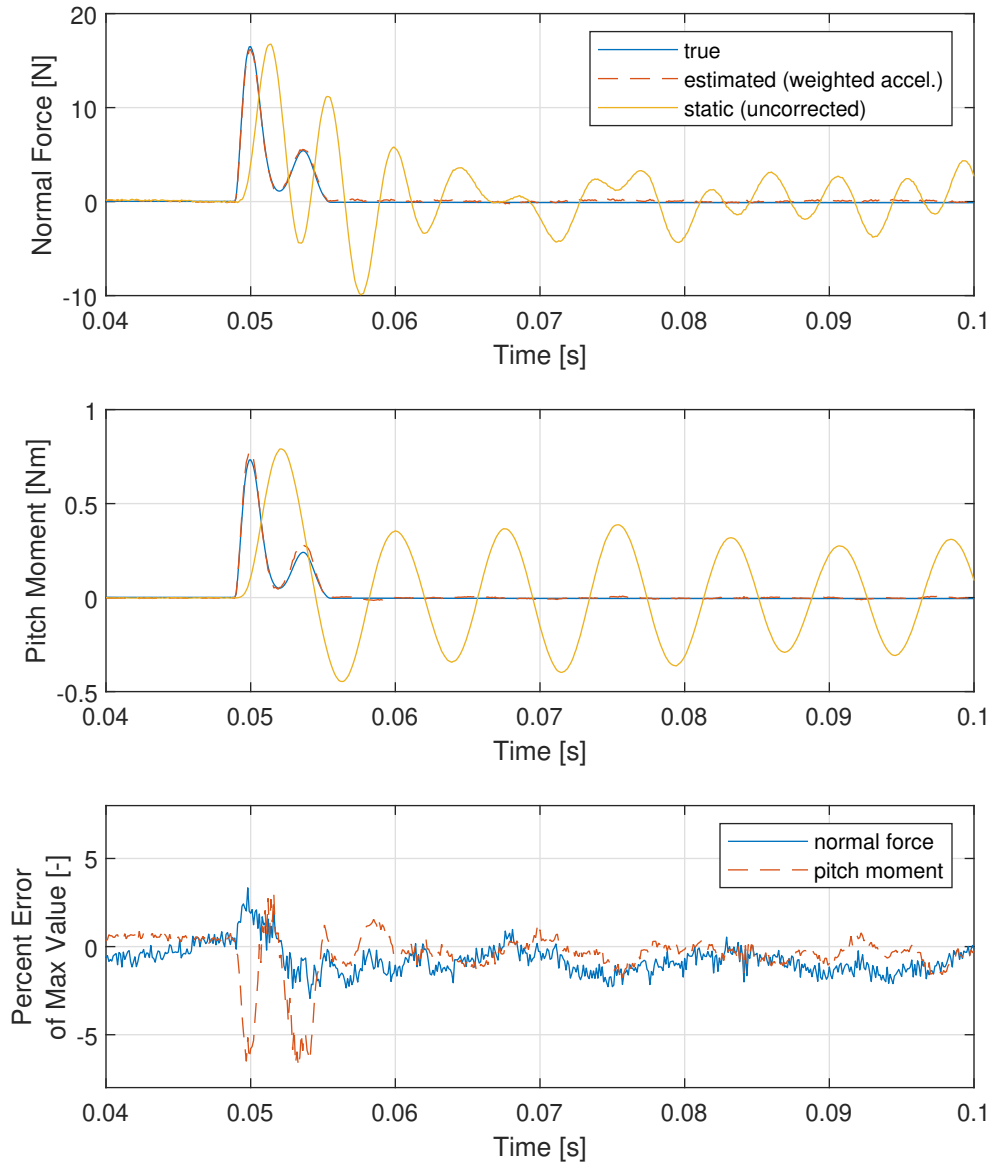 20
10
0
-10
Normal Force [N]
true
estimated (weighted accel.)
static (uncorrected)
0.04 0.05 0.06 0.07 0.08 0.09 0.1
Time [s]
1
0.5
0
-0.5
Pitch Moment [Nm]
0.04 0.05 0.06 0.07 0.08 0.09 0.1
Time [s]
5
0
-5
Percent Error
of Max Value [-]
normal force
pitch moment
0.04 0.05 0.06 0.07 0.08 0.09 0.1
Time [s]